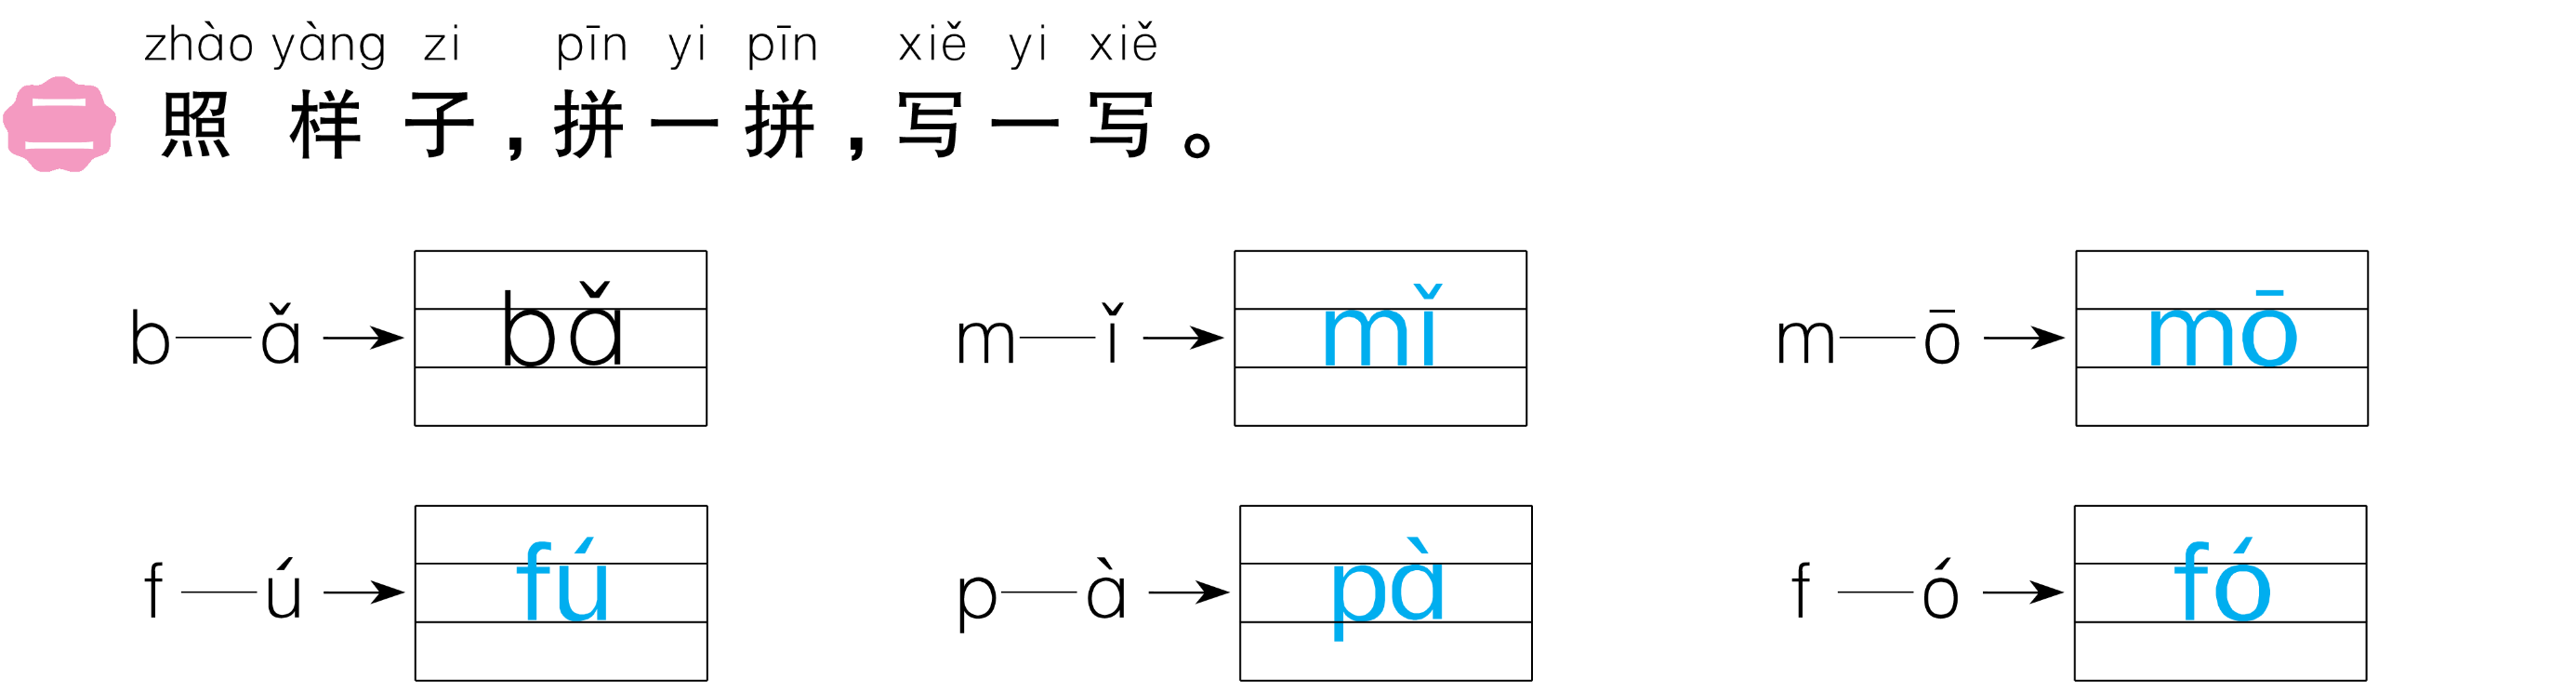 zhào yàng zi pīn yi pīn xiě yi xiě
二 照样子,拼一拼,写一写。
b — ǎ → bǎ m — ǐ → mǐ m — ō → mō
f — ú → fú p — à → pà f — ó → fó